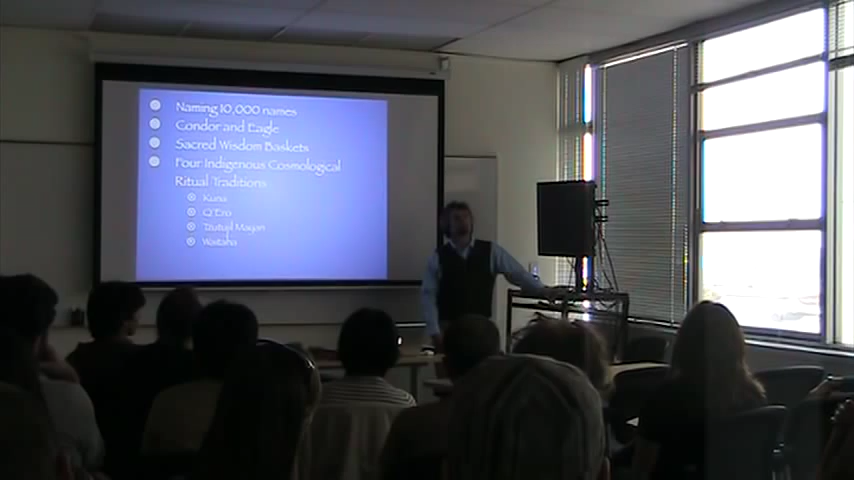 Naming 10,000 names
Condor and Eagle
Sacred Wisdom Baskets
Four Indigenous Cosmological
Ritual Traditions
Kuna
Q'Ero
Tzutujil Mayan
Waitaha